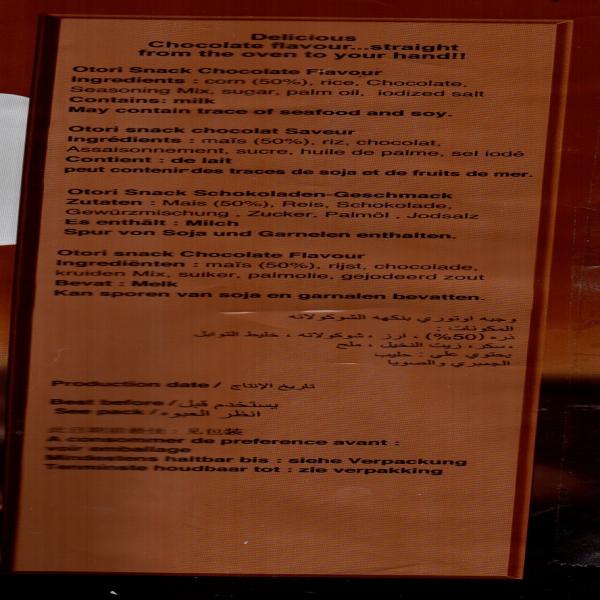 Delicious
Chocolate flavour...straight
from the oven to your hand!!
Otori Snack Chocolate Flavour
Ingredients : corn (50%), rice, Chocolate,
Seasoning Mix, sugar, palm oil, iodized salt
Contains: milk
May contain trace of seafood and soy.
Otori snack chocolat Saveur
Ingrédients : maïs (50%), riz, chocolat,
Assaisonnement, sucre, huile de palme, sel iodé
Contient : de lait
peut contenir des traces de soja et de fruits de mer.
Otori Snack Schokoladen-Geschmack
Zutaten : Mais (50%), Reis, Schokolade,
Gewürzmischung , Zucker, Palmöl , Jodsalz
Es enthält : Milch
Spur von Soja und Garnelen enthalten.
Otori snack Chocolate Flavour
Ingrediënten : maïs (50%), rijst, chocolade,
kruiden Mix, suiker, palmolie, gejodeerd zout
Bevat : Melk
Kan sporen van soja en garnalen bevatten.
وجبه اوتوري بنكهه الشوكولاته
المكونات :
ذره (50%) ، ارز ، شوكولاته ، خليط التوابل
،سكر، زيت النخيل ، ملح
يحتوي على : حليب
الجمبري والصويا
Production date / تاريخ الإنتاج
Best before / يستخدم قبل
See pack / انظر العبوه
见包装
A consommer de preference avant :
voir emballage
Mindestens haltbar bis : siehe Verpackung
Tenminste houdbaar tot : zie verpakking